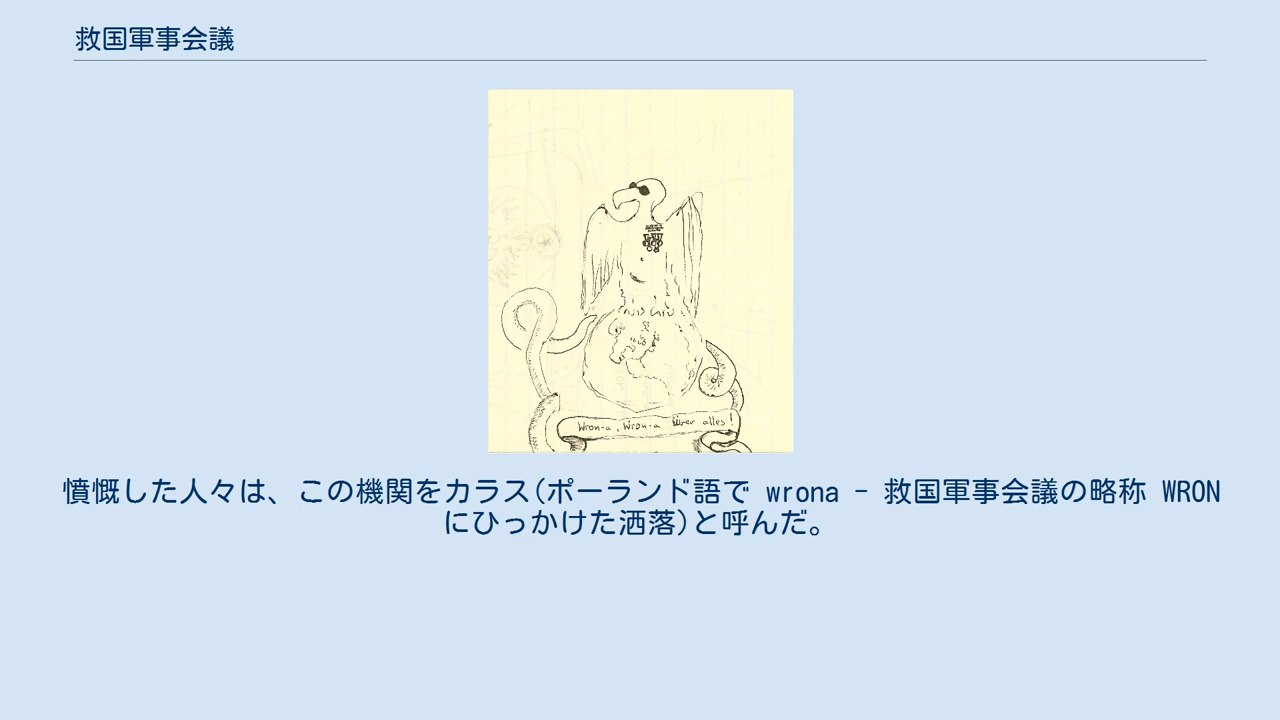 救国軍事会議
Wron-a, Wron-a über alles!
憤慨した人々は、この機関をカラス(ポーランド語で wrona - 救国軍事会議の略称 WRON
にひっかけた洒落)と呼んだ。